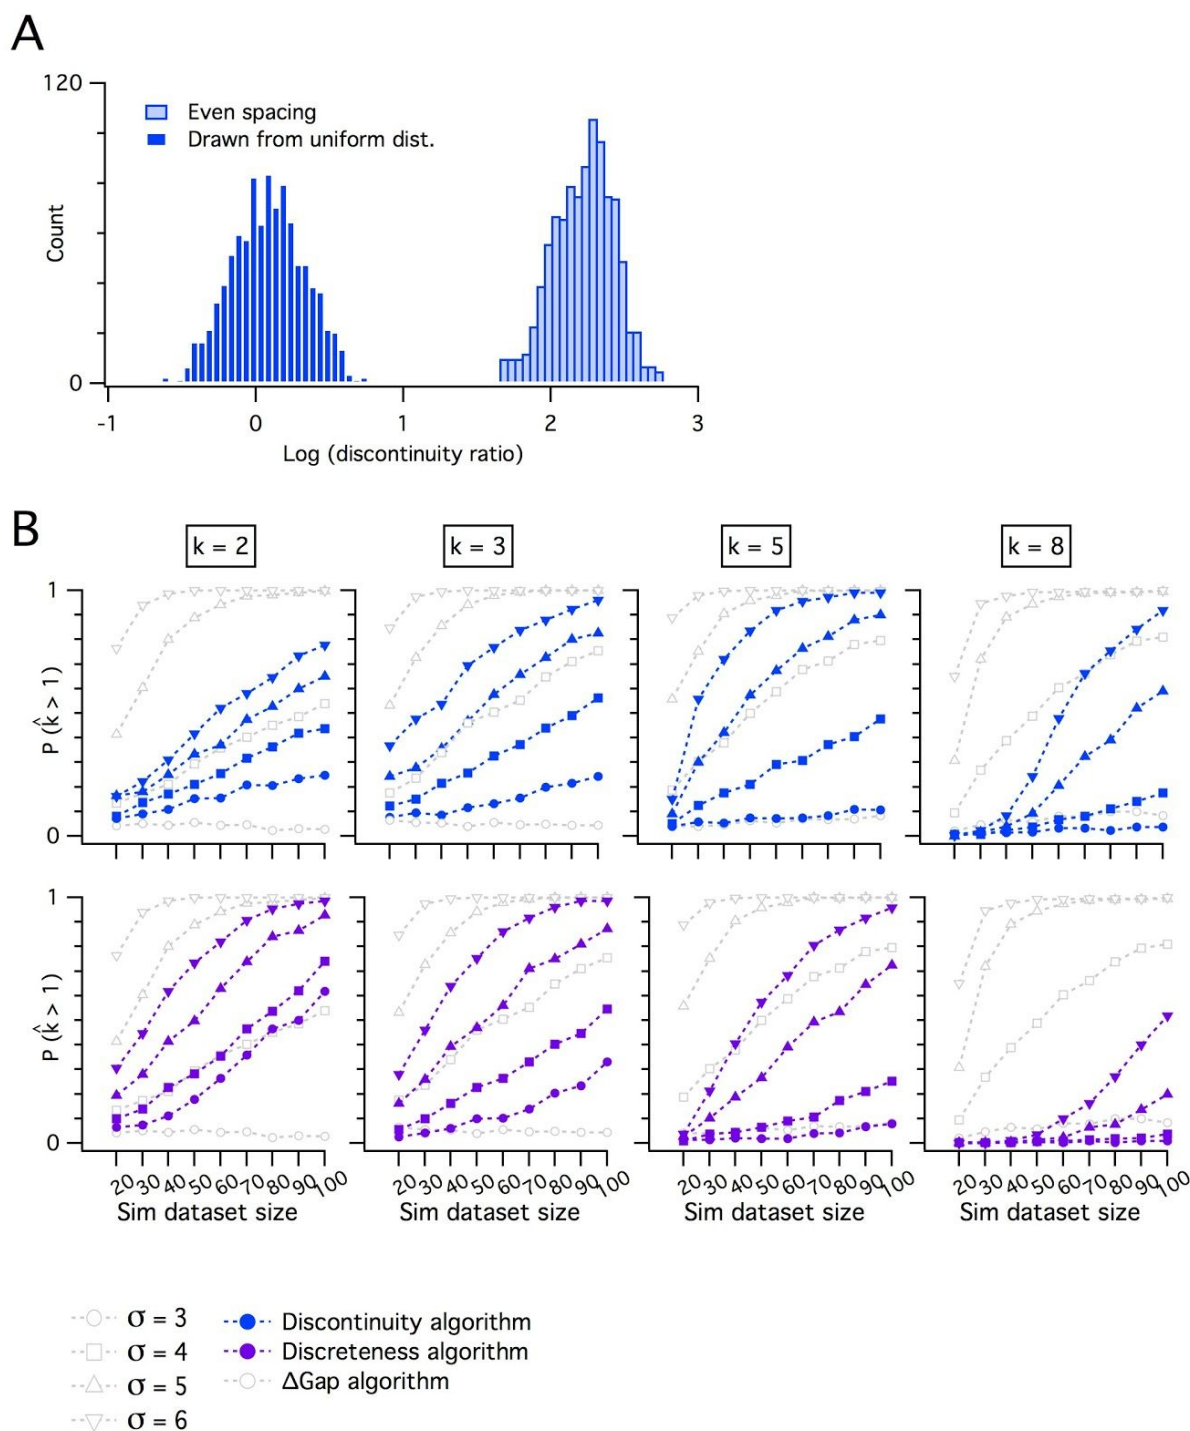 A
120
Even spacing
Drawn from uniform dist.
Count
0
-1 0 1 2 3
Log (discontinuity ratio)
B
k = 2 k = 3 k = 5 k = 8
1
P (k̂ > 1)
0
1
P (k̂ > 1)
0
20 30 40 50 60 70 80 90 100 20 30 40 50 60 70 80 90 100 20 30 40 50 60 70 80 90 100 20 30 40 50 60 70 80 90 100
Sim dataset size Sim dataset size Sim dataset size Sim dataset size
σ = 3 Discontinuity algorithm
σ = 4 Discreteness algorithm
σ = 5 ΔGap algorithm
σ = 6